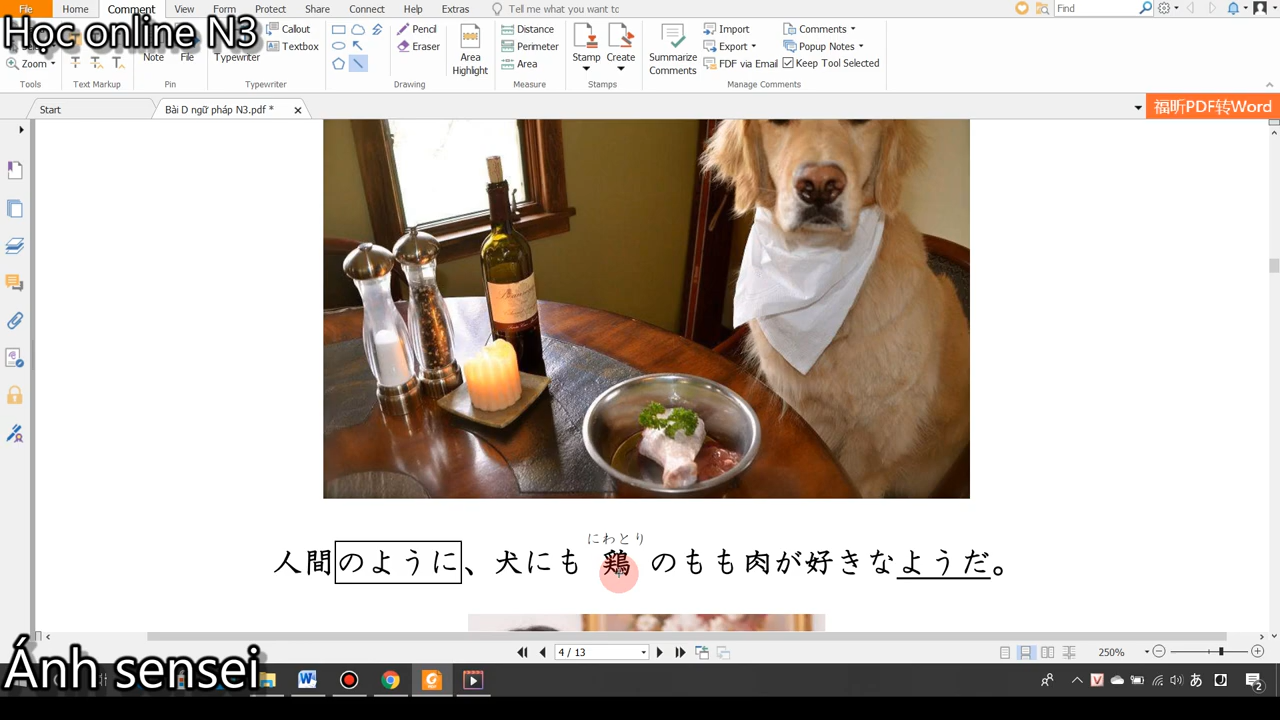 File Home Comment View Form Protect Share Connect Help Extras Tell me what you want to Find
Học online N3
Zoom Note File Typewriter Callout Textbox Pencil Eraser Area Highlight Distance Perimeter Area Stamp Create Summarize Comments Import Export FDF via Email Comments Popup Notes Keep Tool Selected
Tools Text Markup Pin Typewriter Drawing Measure Stamps Manage Comments
Start Bài D ngữ pháp N3.pdf * 福昕PDF转Word
にわとり
人間のように、犬にも鶏のもも肉が好きなようだ。
4 / 13 250%
Ánh sensei
あ 2